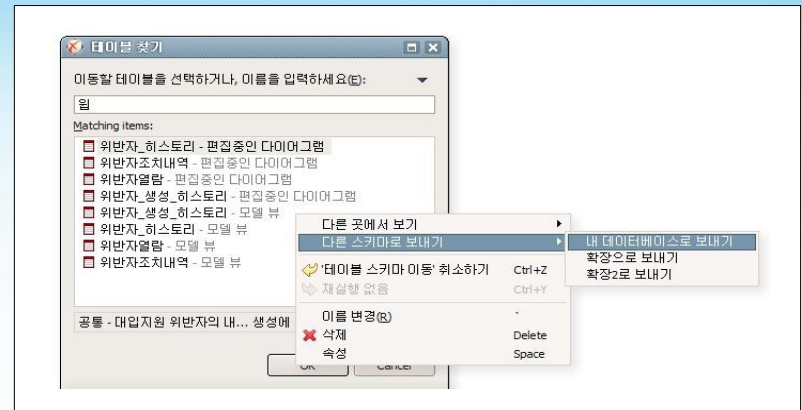 테이블 찾기
이동할 테이블을 선택하거나, 이름을 입력하세요(E):
윕
Matching items:
위반자_히스토리 - 편집중인 다이어그램
위반자조치내역 - 편집중인 다이어그램
위반자열람 - 편집중인 다이어그램
위반자_생성_히스토리 - 편집중인 다이어그램
위반자_생성_히스토리 - 모델 뷰
위반자_히스토리 - 모델 뷰
위반자열람 - 모델 뷰
위반자조치내역 - 모델 뷰
공통 - 대입지원 위반자의 내... 생성에
OK Cancel
다른 곳에서 보기
다른 스키마로 보내기
'테이블 스키마 이동' 취소하기 Ctrl+Z
재실행 없음 Ctrl+Y
이름 변경(R)
삭제 Delete
속성 Space
내 데이터베이스로 보내기
확장으로 보내기
확장2로 보내기